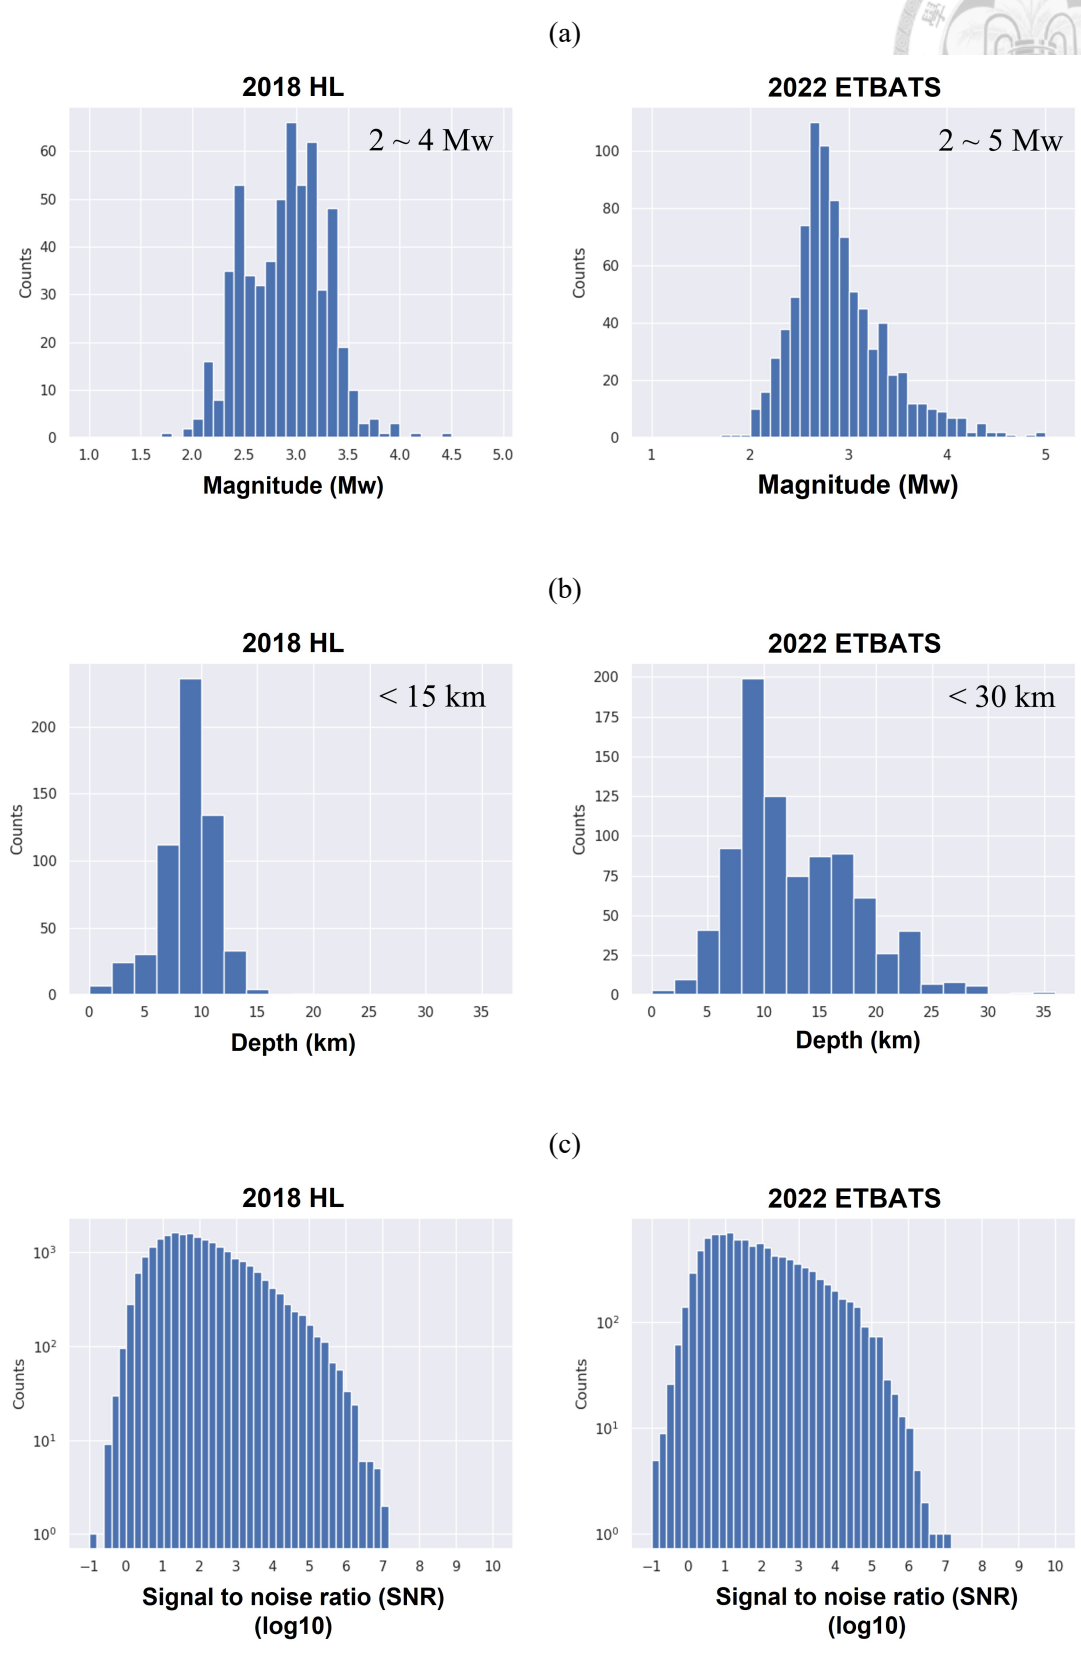 (a)
學
2018 HL
2022 ETBATS
2 ~ 4 Mw
2 ~ 5 Mw
60
50
40
30
20
10
0
Counts
1.0 1.5 2.0 2.5 3.0 3.5 4.0 4.5 5.0
Magnitude (Mw)
100
80
60
40
20
0
Counts
1 2 3 4 5
Magnitude (Mw)
(b)
2018 HL
2022 ETBATS
< 15 km
< 30 km
200
150
100
50
0
Counts
0 5 10 15 20 25 30 35
Depth (km)
200
175
150
125
100
75
50
25
0
Counts
0 5 10 15 20 25 30 35
Depth (km)
(c)
2018 HL
2022 ETBATS
10³
10²
10¹
10⁰
Counts
−1 0 1 2 3 4 5 6 7 8 9 10
Signal to noise ratio (SNR)
(log10)
10²
10¹
10⁰
Counts
−1 0 1 2 3 4 5 6 7 8 9 10
Signal to noise ratio (SNR)
(log10)